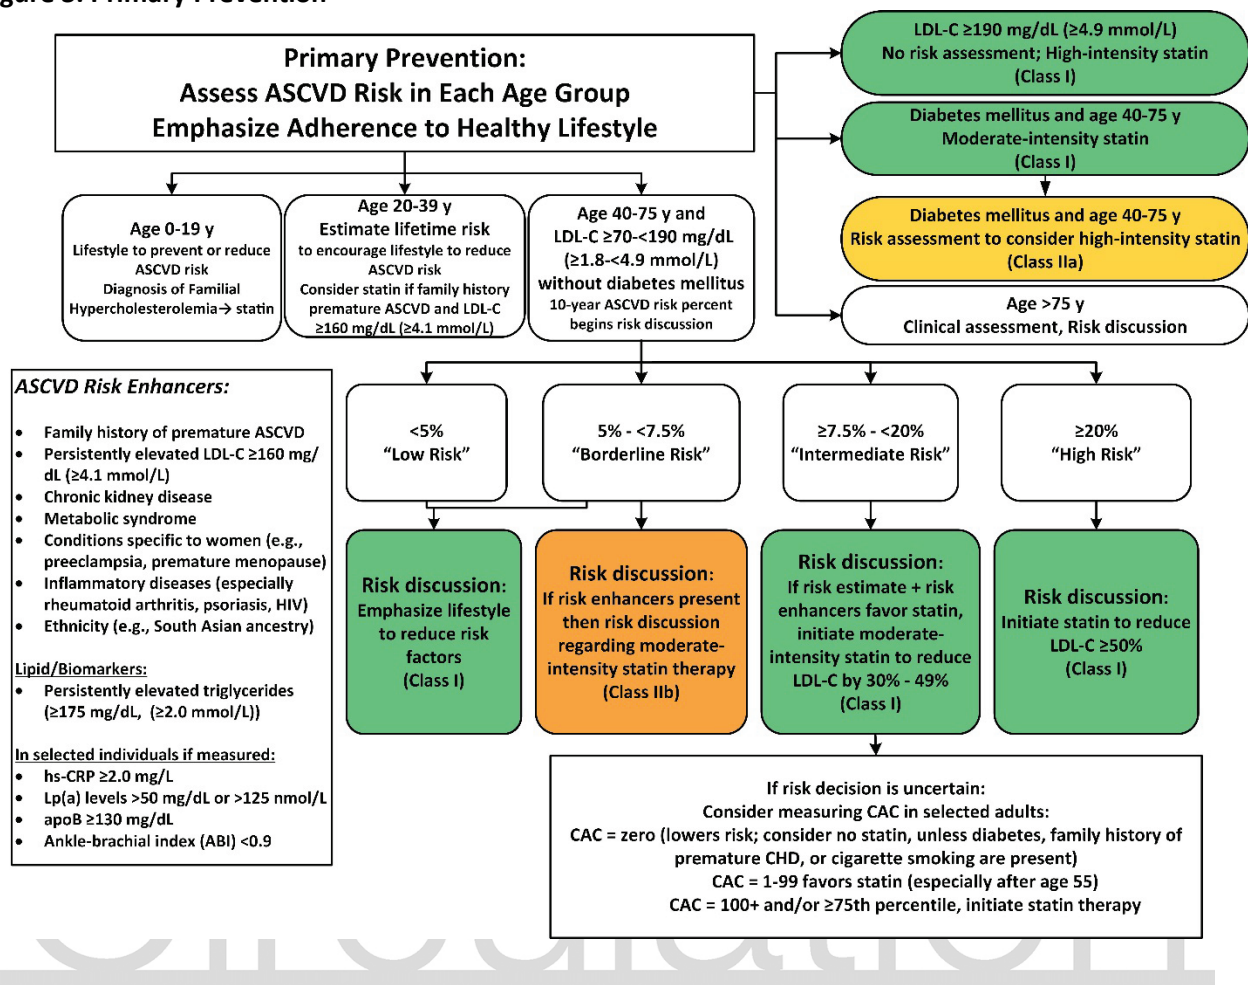 gure 3. Primary Prevention
Primary Prevention:
Assess ASCVD Risk in Each Age Group
Emphasize Adherence to Healthy Lifestyle
LDL-C ≥190 mg/dL (≥4.9 mmol/L)
No risk assessment; High-intensity statin
(Class I)
Diabetes mellitus and age 40-75 y
Moderate-intensity statin
(Class I)
Diabetes mellitus and age 40-75 y
Risk assessment to consider high-intensity statin
(Class IIa)
Age >75 y
Clinical assessment, Risk discussion
Age 0-19 y
Lifestyle to prevent or reduce
ASCVD risk
Diagnosis of Familial
Hypercholesterolemia→ statin
Age 20-39 y
Estimate lifetime risk
to encourage lifestyle to reduce
ASCVD risk
Consider statin if family history
premature ASCVD and LDL-C
≥160 mg/dL (≥4.1 mmol/L)
Age 40-75 y and
LDL-C ≥70-<190 mg/dL
(≥1.8-<4.9 mmol/L)
without diabetes mellitus
10-year ASCVD risk percent
begins risk discussion
<5%
“Low Risk”
5% - <7.5%
“Borderline Risk”
≥7.5% - <20%
“Intermediate Risk”
≥20%
“High Risk”
Risk discussion:
Emphasize lifestyle
to reduce risk
factors
(Class I)
Risk discussion:
If risk enhancers present
then risk discussion
regarding moderate-
intensity statin therapy
(Class IIb)
Risk discussion:
If risk estimate + risk
enhancers favor statin,
initiate moderate-
intensity statin to reduce
LDL-C by 30% - 49%
(Class I)
Risk discussion:
Initiate statin to reduce
LDL-C ≥50%
(Class I)
If risk decision is uncertain:
Consider measuring CAC in selected adults:
CAC = zero (lowers risk; consider no statin, unless diabetes, family history of
premature CHD, or cigarette smoking are present)
CAC = 1-99 favors statin (especially after age 55)
CAC = 100+ and/or ≥75th percentile, initiate statin therapy
ASCVD Risk Enhancers:
• Family history of premature ASCVD
• Persistently elevated LDL-C ≥160 mg/
dL (≥4.1 mmol/L)
• Chronic kidney disease
• Metabolic syndrome
• Conditions specific to women (e.g.,
preeclampsia, premature menopause)
• Inflammatory diseases (especially
rheumatoid arthritis, psoriasis, HIV)
• Ethnicity (e.g., South Asian ancestry)
Lipid/Biomarkers:
• Persistently elevated triglycerides
(≥175 mg/dL, (≥2.0 mmol/L))
In selected individuals if measured:
• hs-CRP ≥2.0 mg/L
• Lp(a) levels >50 mg/dL or >125 nmol/L
• apoB ≥130 mg/dL
• Ankle-brachial index (ABI) <0.9
Circulation